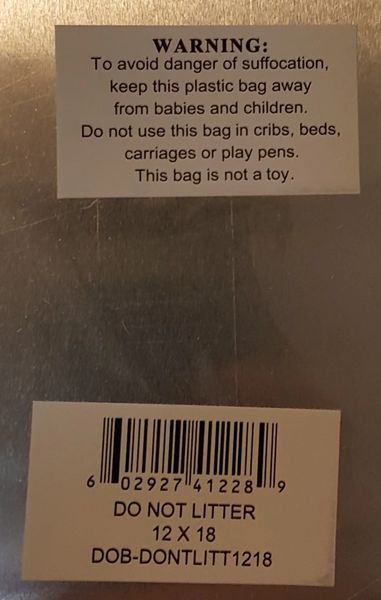 WARNING:
To avoid danger of suffocation,
keep this plastic bag away
from babies and children.
Do not use this bag in cribs, beds,
carriages or play pens.
This bag is not a toy.
6 02927 41228 9
DO NOT LITTER
12 X 18
DOB-DONTLITT1218